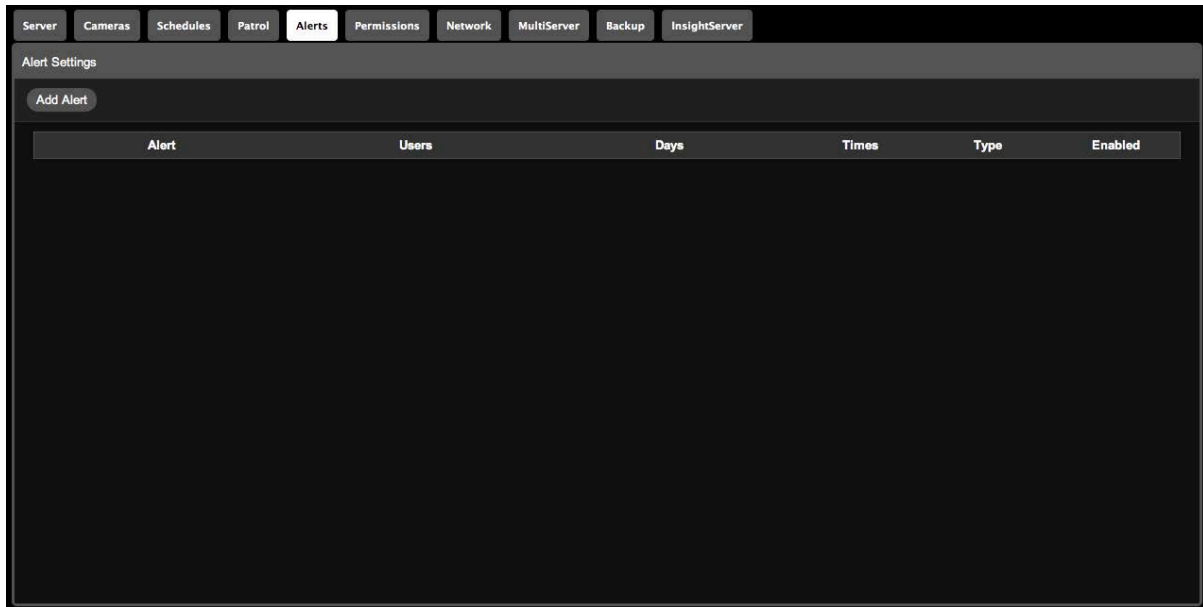 Server Cameras Schedules Patrol Alerts Permissions Network MultiServer Backup InsightServer
Alert Settings
Add Alert
Alert Users Days Times Type Enabled